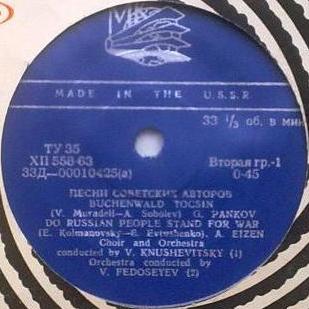 MADE IN THE U.S.S.R
33 1/3 об. в мин
ТУ 35
ХП 558-63 Вторая гр.-1
33Д—00010425(а) 0-45
ПЕСНИ СОВЕТСКИХ АВТОРОВ
BUCHENWALD TOCSIN
(V. Muradeli—A. Sobolev) G. PANKOV
DO RUSSIAN PEOPLE STAND FOR WAR
(E. Kolmanovsky—E. Evtushenko) A. EIZEN
Choir and Orchestra
conducted by V. KNUSHEVITSKY (1)
Orchestra conducted by
V. FEDOSEYEV (2)